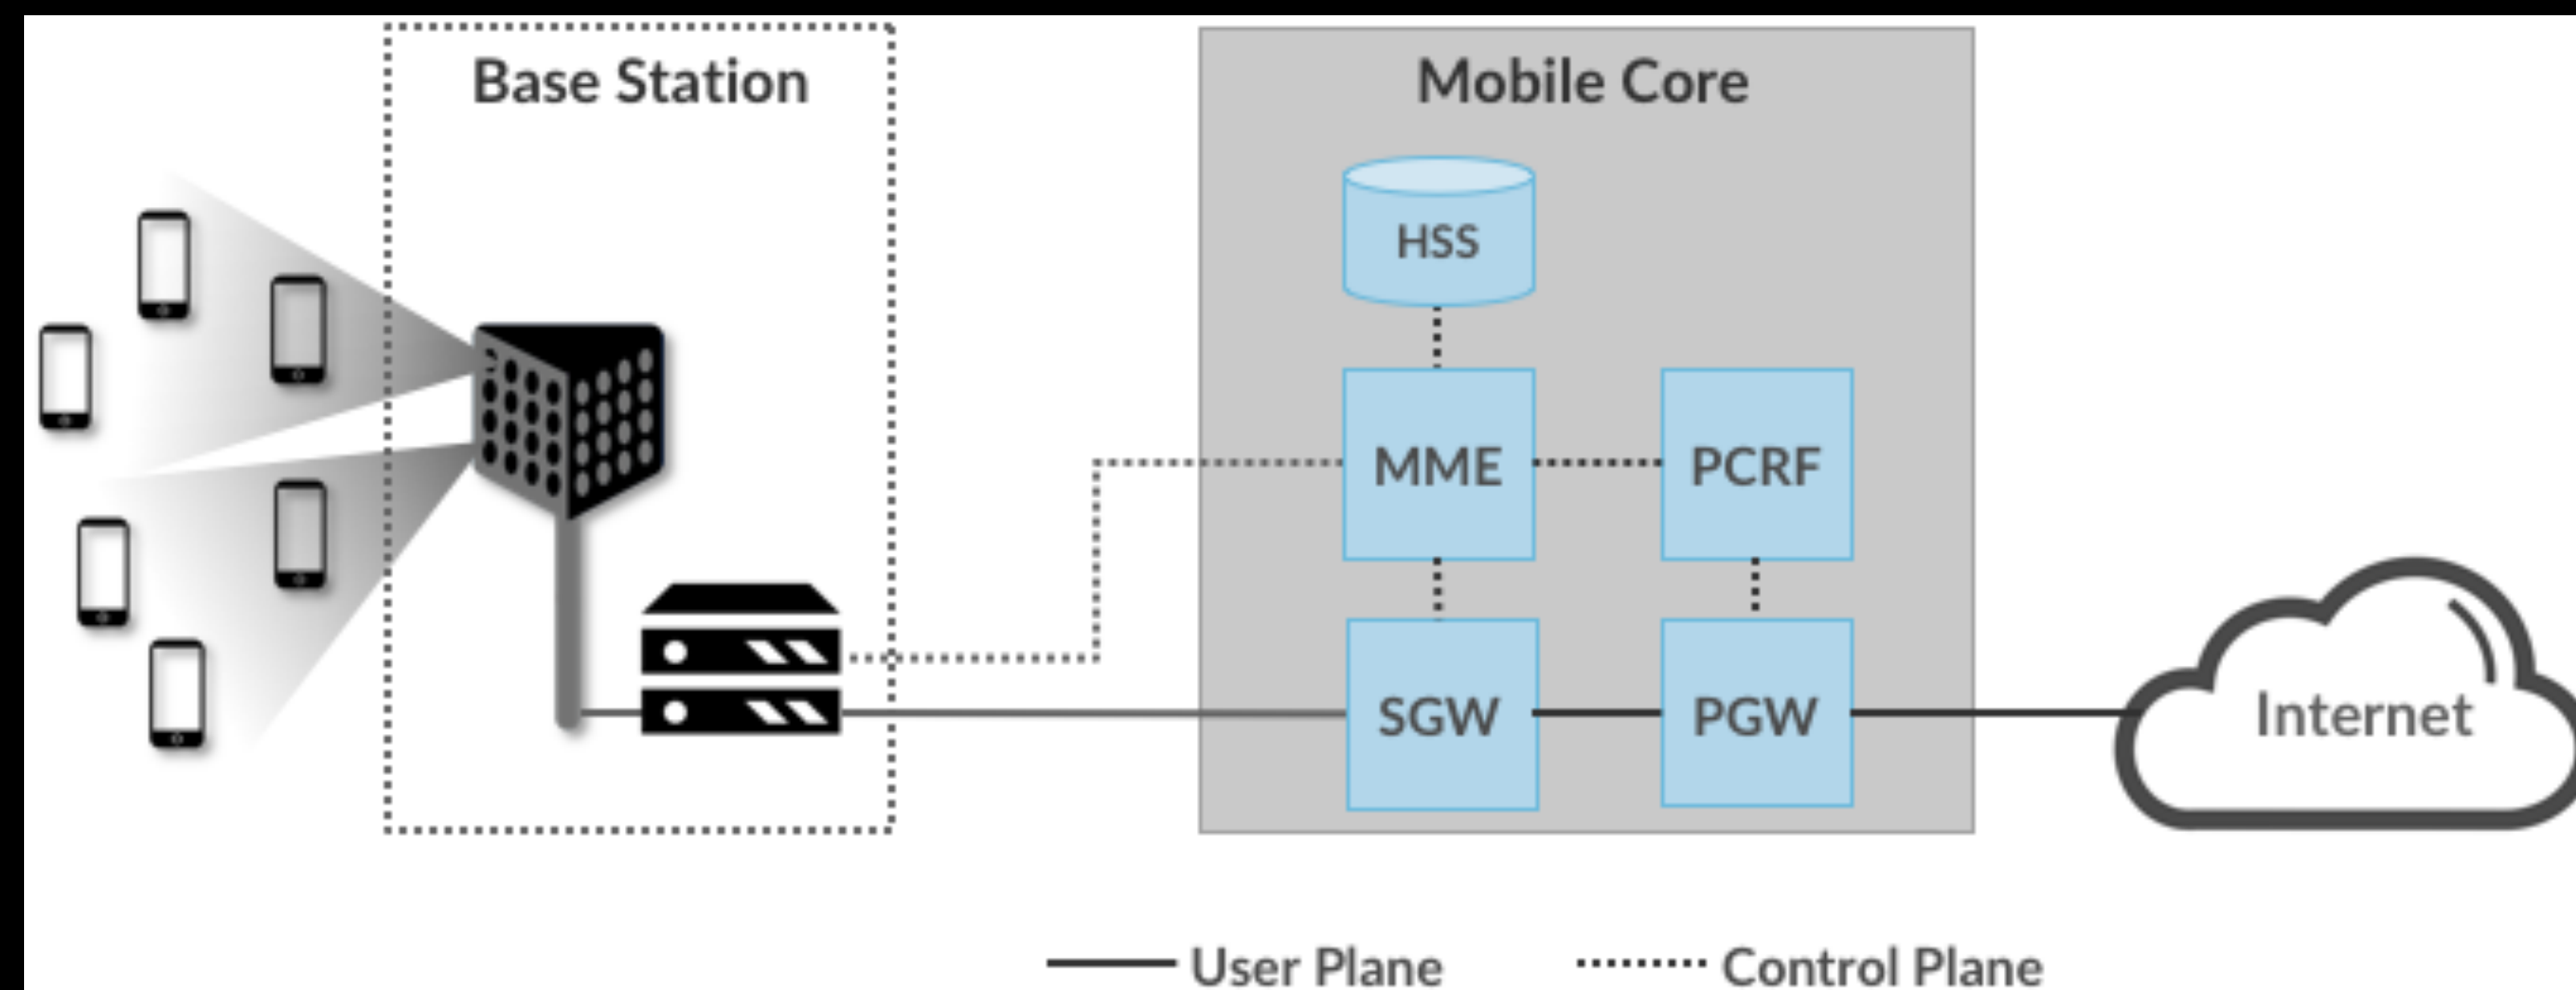 Base Station
Mobile Core
HSS
MME
PCRF
SGW
PGW
Internet
User Plane
Control Plane